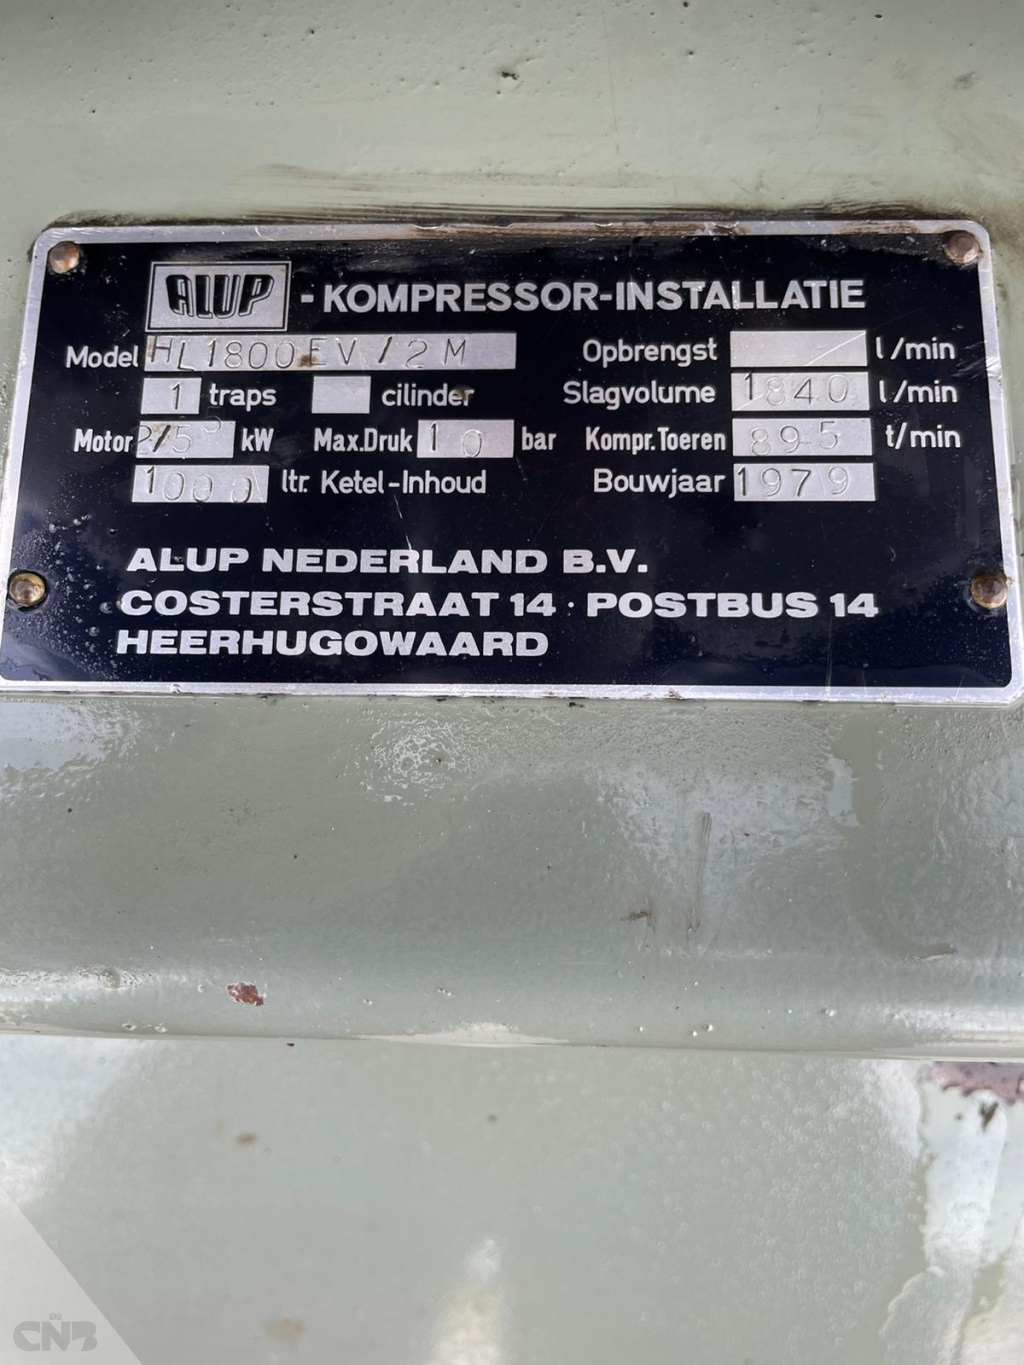 ALUP - KOMPRESSOR-INSTALLATIE
Model HL1800EV/2M Opbrengst l/min
1 traps cilinder Slagvolume 1840 l/min
Motor kW Max.Druk 10 bar Kompr.Toeren 895 t/min
1000 ltr. Ketel-Inhoud Bouwjaar 1979
ALUP NEDERLAND B.V.
COSTERSTRAAT 14 · POSTBUS 14
HEERHUGOWAARD
CNB